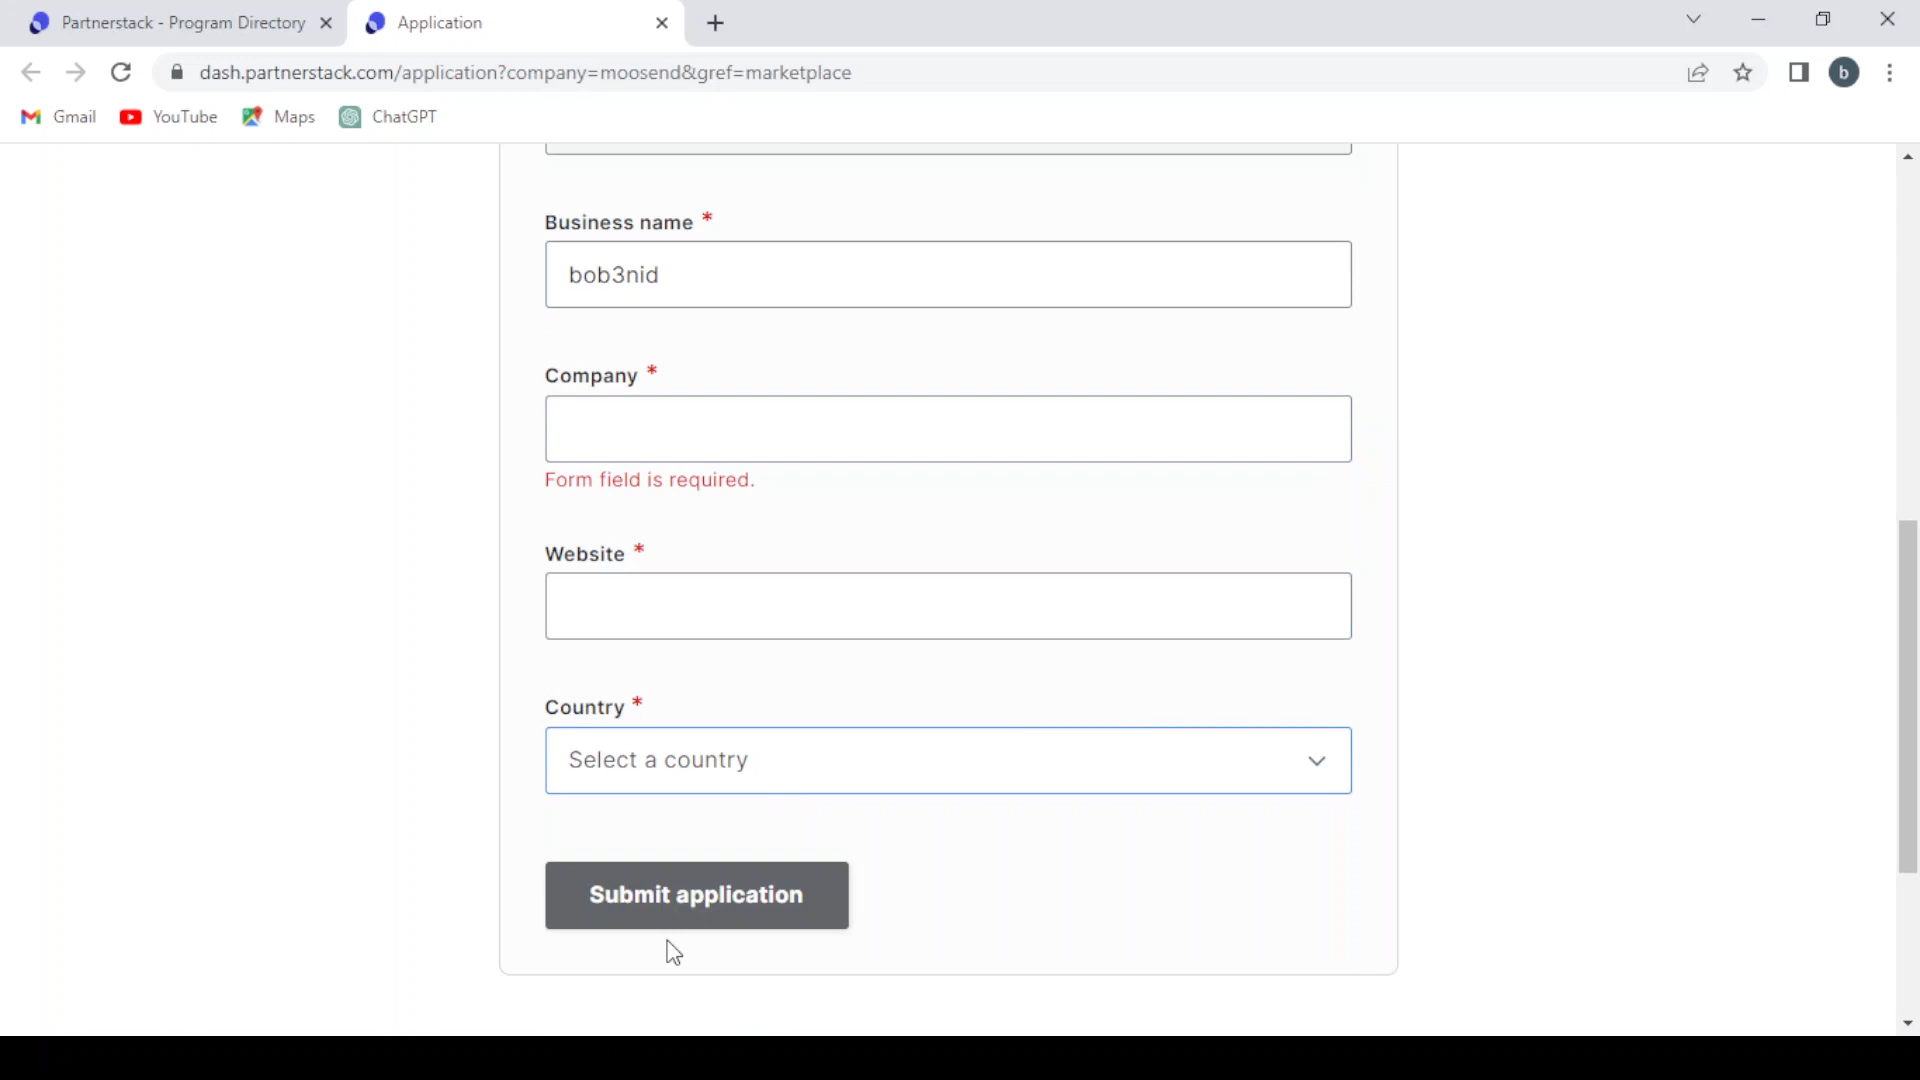 Partnerstack - Program Directory
Application
dash.partnerstack.com/application?company=moosend&gref=marketplace
b
Gmail
YouTube
Maps
ChatGPT
Business name *
bob3nid
Company *
Form field is required.
Website *
Country *
Select a country
Submit application